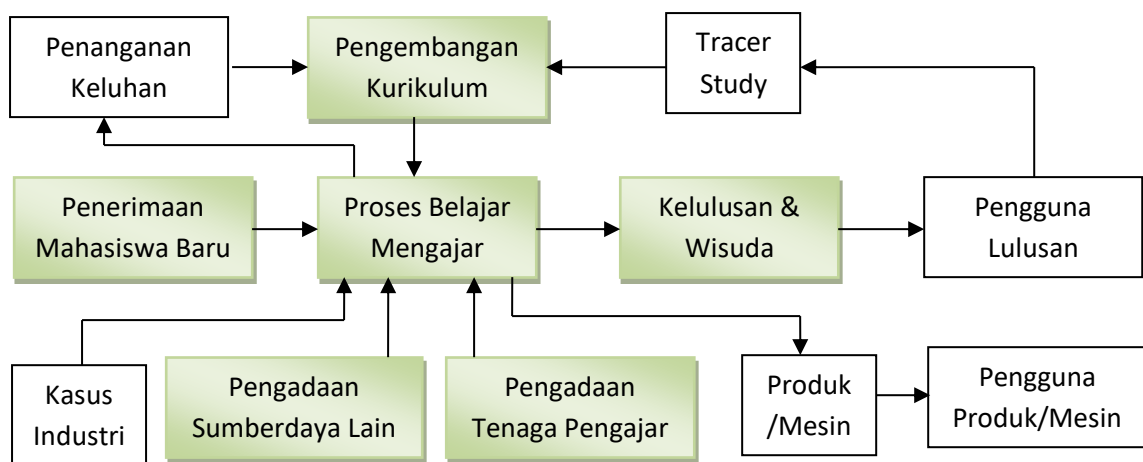 Penanganan
Keluhan
Pengembangan
Kurikulum
Tracer
Study
Penerimaan
Mahasiswa Baru
Proses Belajar
Mengajar
Kelulusan &
Wisuda
Pengguna
Lulusan
Kasus
Industri
Pengadaan
Sumberdaya Lain
Pengadaan
Tenaga Pengajar
Produk
/Mesin
Pengguna
Produk/Mesin